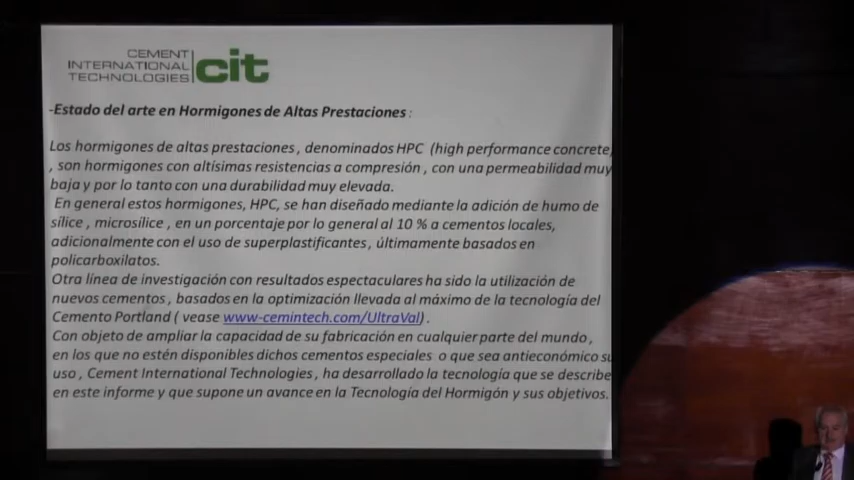 CEMENT
INTERNATIONAL
TECHNOLOGIES
cit
-Estado del arte en Hormigones de Altas Prestaciones :
Los hormigones de altas prestaciones , denominados HPC (high performance concrete,
, son hormigones con altísimas resistencias a compresión , con una permeabilidad muy
baja y por lo tanto con una durabilidad muy elevada.
En general estos hormigones, HPC, se han diseñado mediante la adición de humo de
sílice , microsílice , en un porcentaje por lo general al 10 % a cementos locales,
adicionalmente con el uso de superplastificantes , últimamente basados en
policarboxilatos.
Otra línea de investigación con resultados espectaculares ha sido la utilización de
nuevos cementos , basados en la optimización llevada al máximo de la tecnología del
Cemento Portland ( vease www-cemintech.com/UltraVal) .
Con objeto de ampliar la capacidad de su fabricación en cualquier parte del mundo ,
en los que no estén disponibles dichos cementos especiales o que sea antieconómico su
uso , Cement International Technologies , ha desarrollado la tecnología que se describe
en este informe y que supone un avance en la Tecnología del Hormigón y sus objetivos.